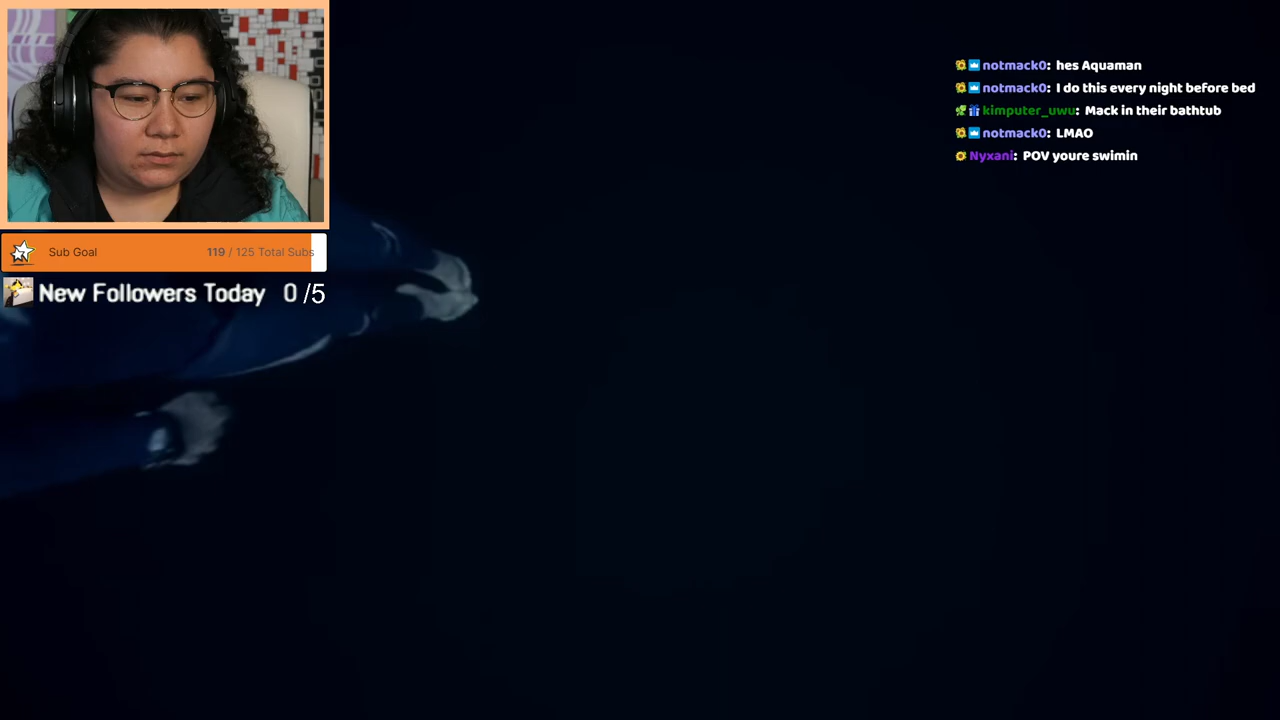 Sub Goal 119 / 125 Total Subs
New Followers Today 0 /5
notmack0: hes Aquaman
notmack0: I do this every night before bed
kimputer_uwu: Mack in their bathtub
notmack0: LMAO
Nyxani: POV youre swimin